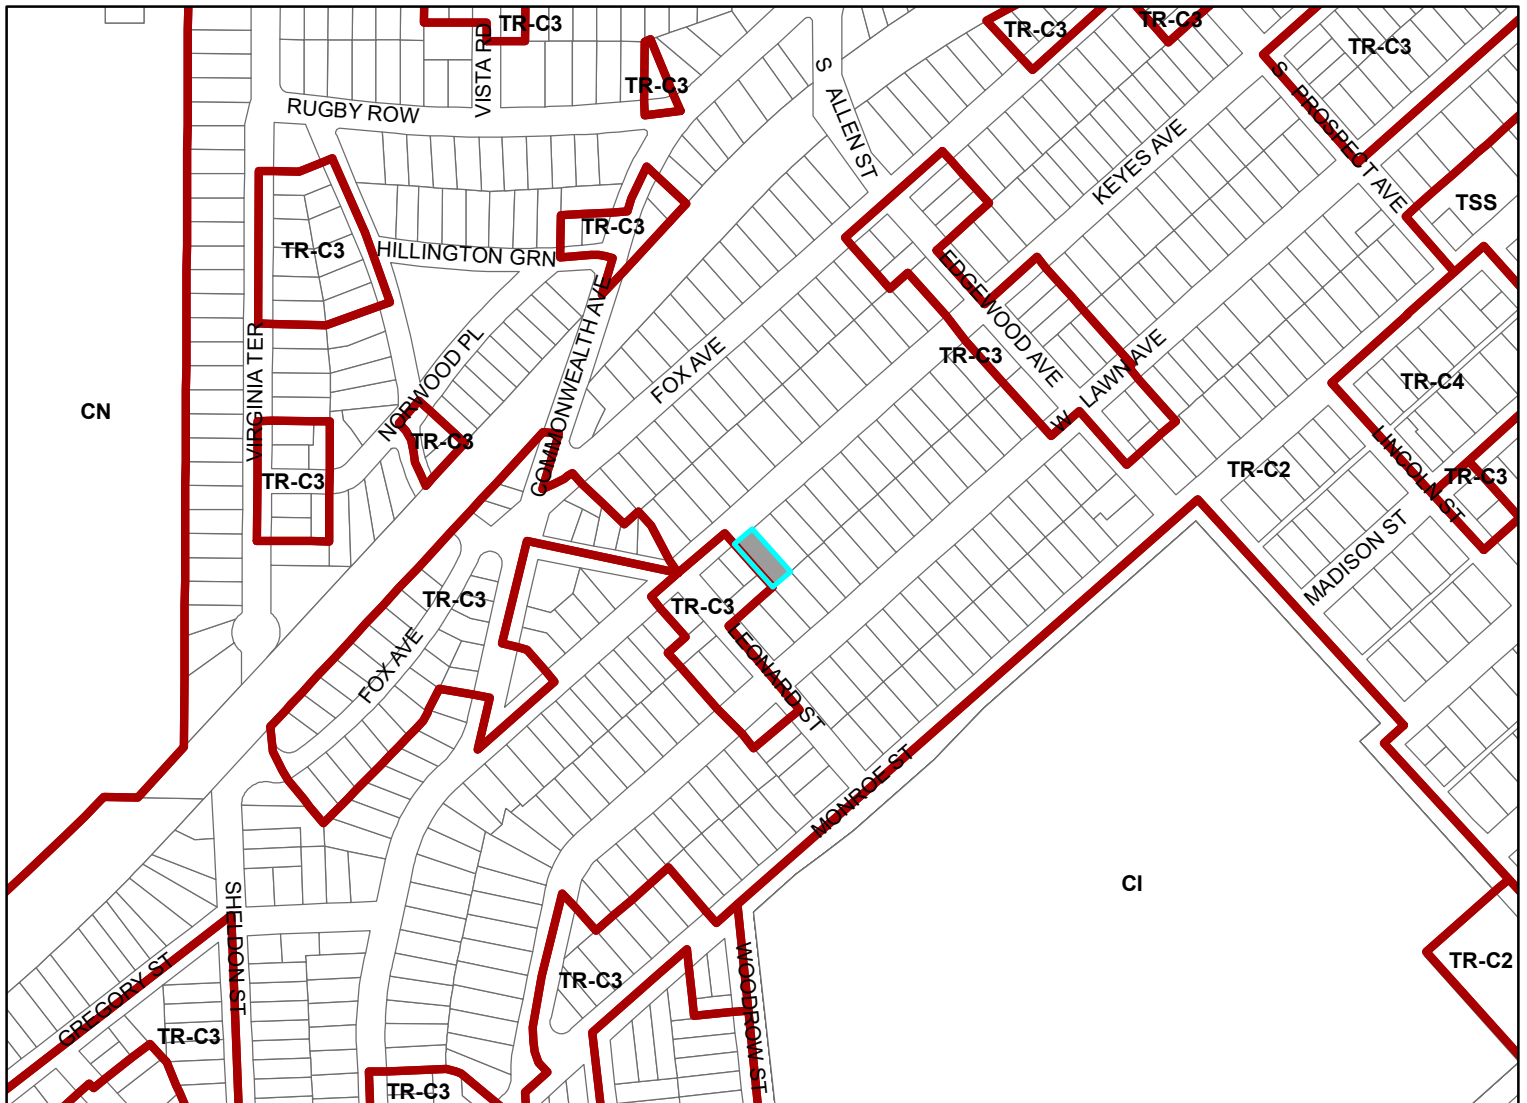 TR-C3
TR-C3
TR-C3
TR-C3
TR-C3
VISTA RD
RUGBY ROW
S ALLEN ST
S PROSPECT AVE
KEYES AVE
TSS
TR-C3
TR-C3
HILLINGTON GRN
EDGEWOOD AVE
COMMONWEALTH AVE
VIRGINIA TER
NORWOOD PL
FOX AVE
TR-C3
W LAWN AVE
TR-C4
CN
TR-C3
TR-C3
TR-C2
LINCOLN ST
TR-C3
MADISON ST
TR-C3
TR-C3
FOX AVE
LEONARD ST
MONROE ST
CI
SHELDON ST
GREGORY ST
TR-C3
WOODROW ST
TR-C2
TR-C3
TR-C3